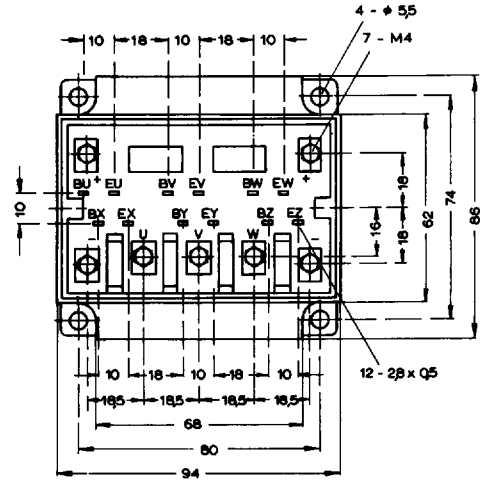 4 - ø 5,5
10 18 10 18 10
7 - M4
+ +
BU EU BV EV BW EW
10
BX EX BY EY BZ EZ
U V W
- -
18
16
18
62
74
86
12 - 2,8 x 0,5
10 18 10 18 10
18,5 18,5 18,5 18,5
68
80
94